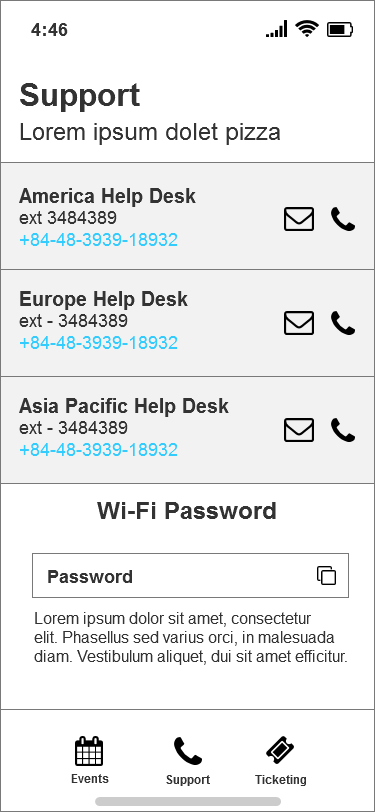 4:46
Support
Lorem ipsum dolet pizza
America Help Desk
ext 3484389
+84-48-3939-18932
Europe Help Desk
ext - 3484389
+84-48-3939-18932
Asia Pacific Help Desk
ext - 3484389
+84-48-3939-18932
Wi-Fi Password
Password
Lorem ipsum dolor sit amet, consectetur
elit. Phasellus sed varius orci, in malesuada
diam. Vestibulum aliquet, dui sit amet efficitur.
Events
Support
Ticketing